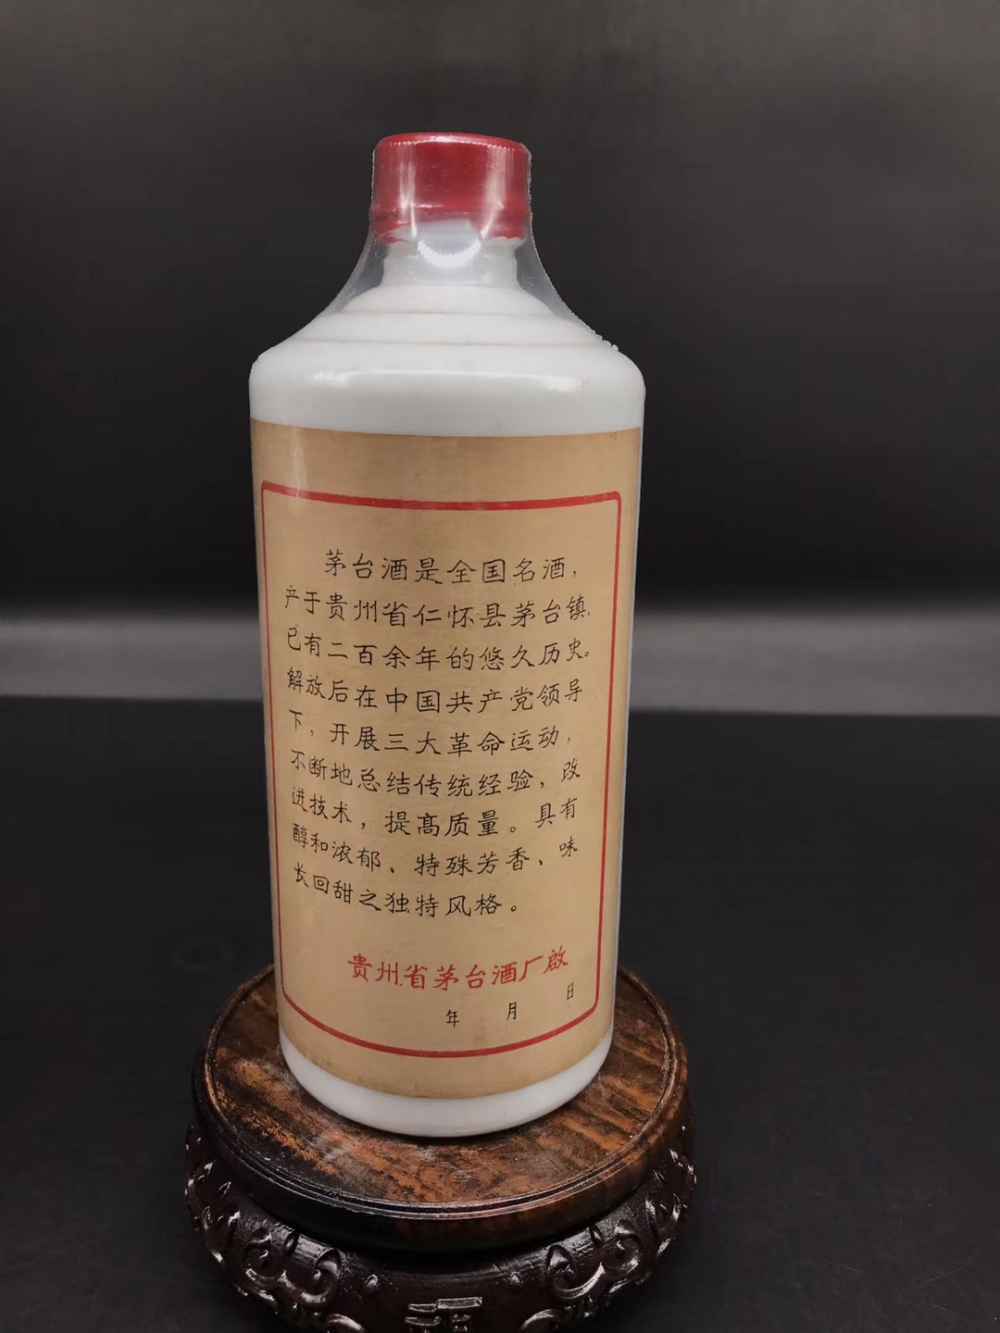 茅台酒是全国名酒，
产于贵州省仁怀县茅台镇，
已有二百余年的悠久历史。
解放后在中国共产党领导
下，开展三大革命运动，
不断地总结传统经验，改
进技术，提高质量。具有
醇和浓郁、特殊芳香、味
长回甜之独特风格。
贵州省茅台酒厂啟
年 月 日